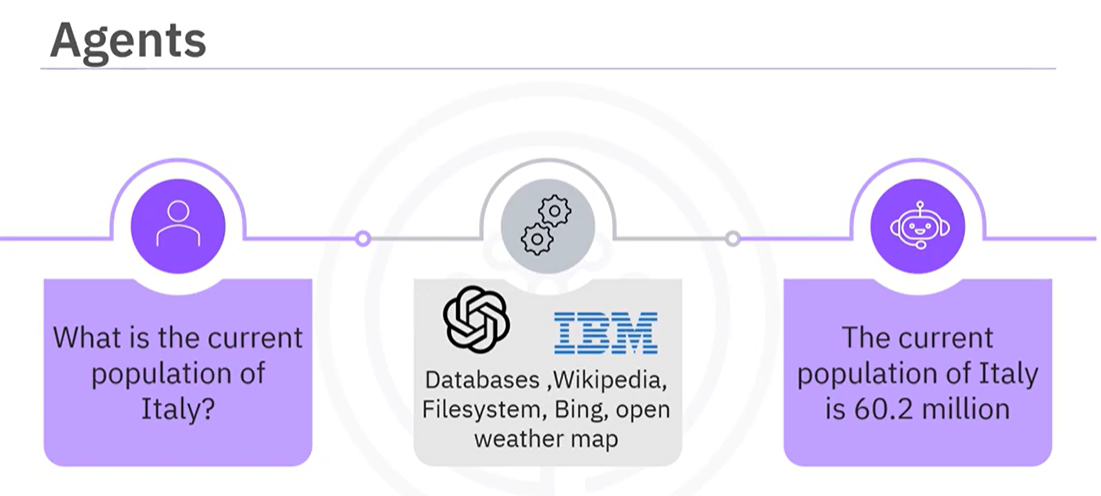 Agents
What is the current
population of
Italy?
IBM
Databases ,Wikipedia,
Filesystem, Bing, open
weather map
The current
population of Italy
is 60.2 million